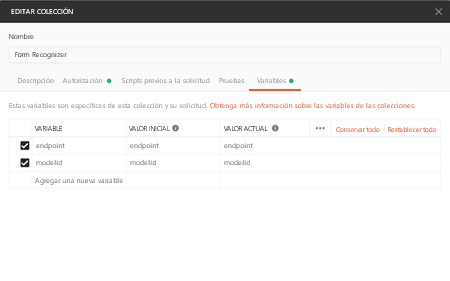 EDITAR COLECCIÓN
Nombre
Form Recognizer
Descripción Autorización Scripts previos a la solicitud Pruebas Variables
Estas variables son específicas de esta colección y su solicitud. Obtenga más información sobre las variables de las colecciones.
VARIABLE VALOR INICIAL VALOR ACTUAL Conservar todo Restablecer todo
endpoint endpoint endpoint
modelid modelid modelid
Agregar una nueva variable